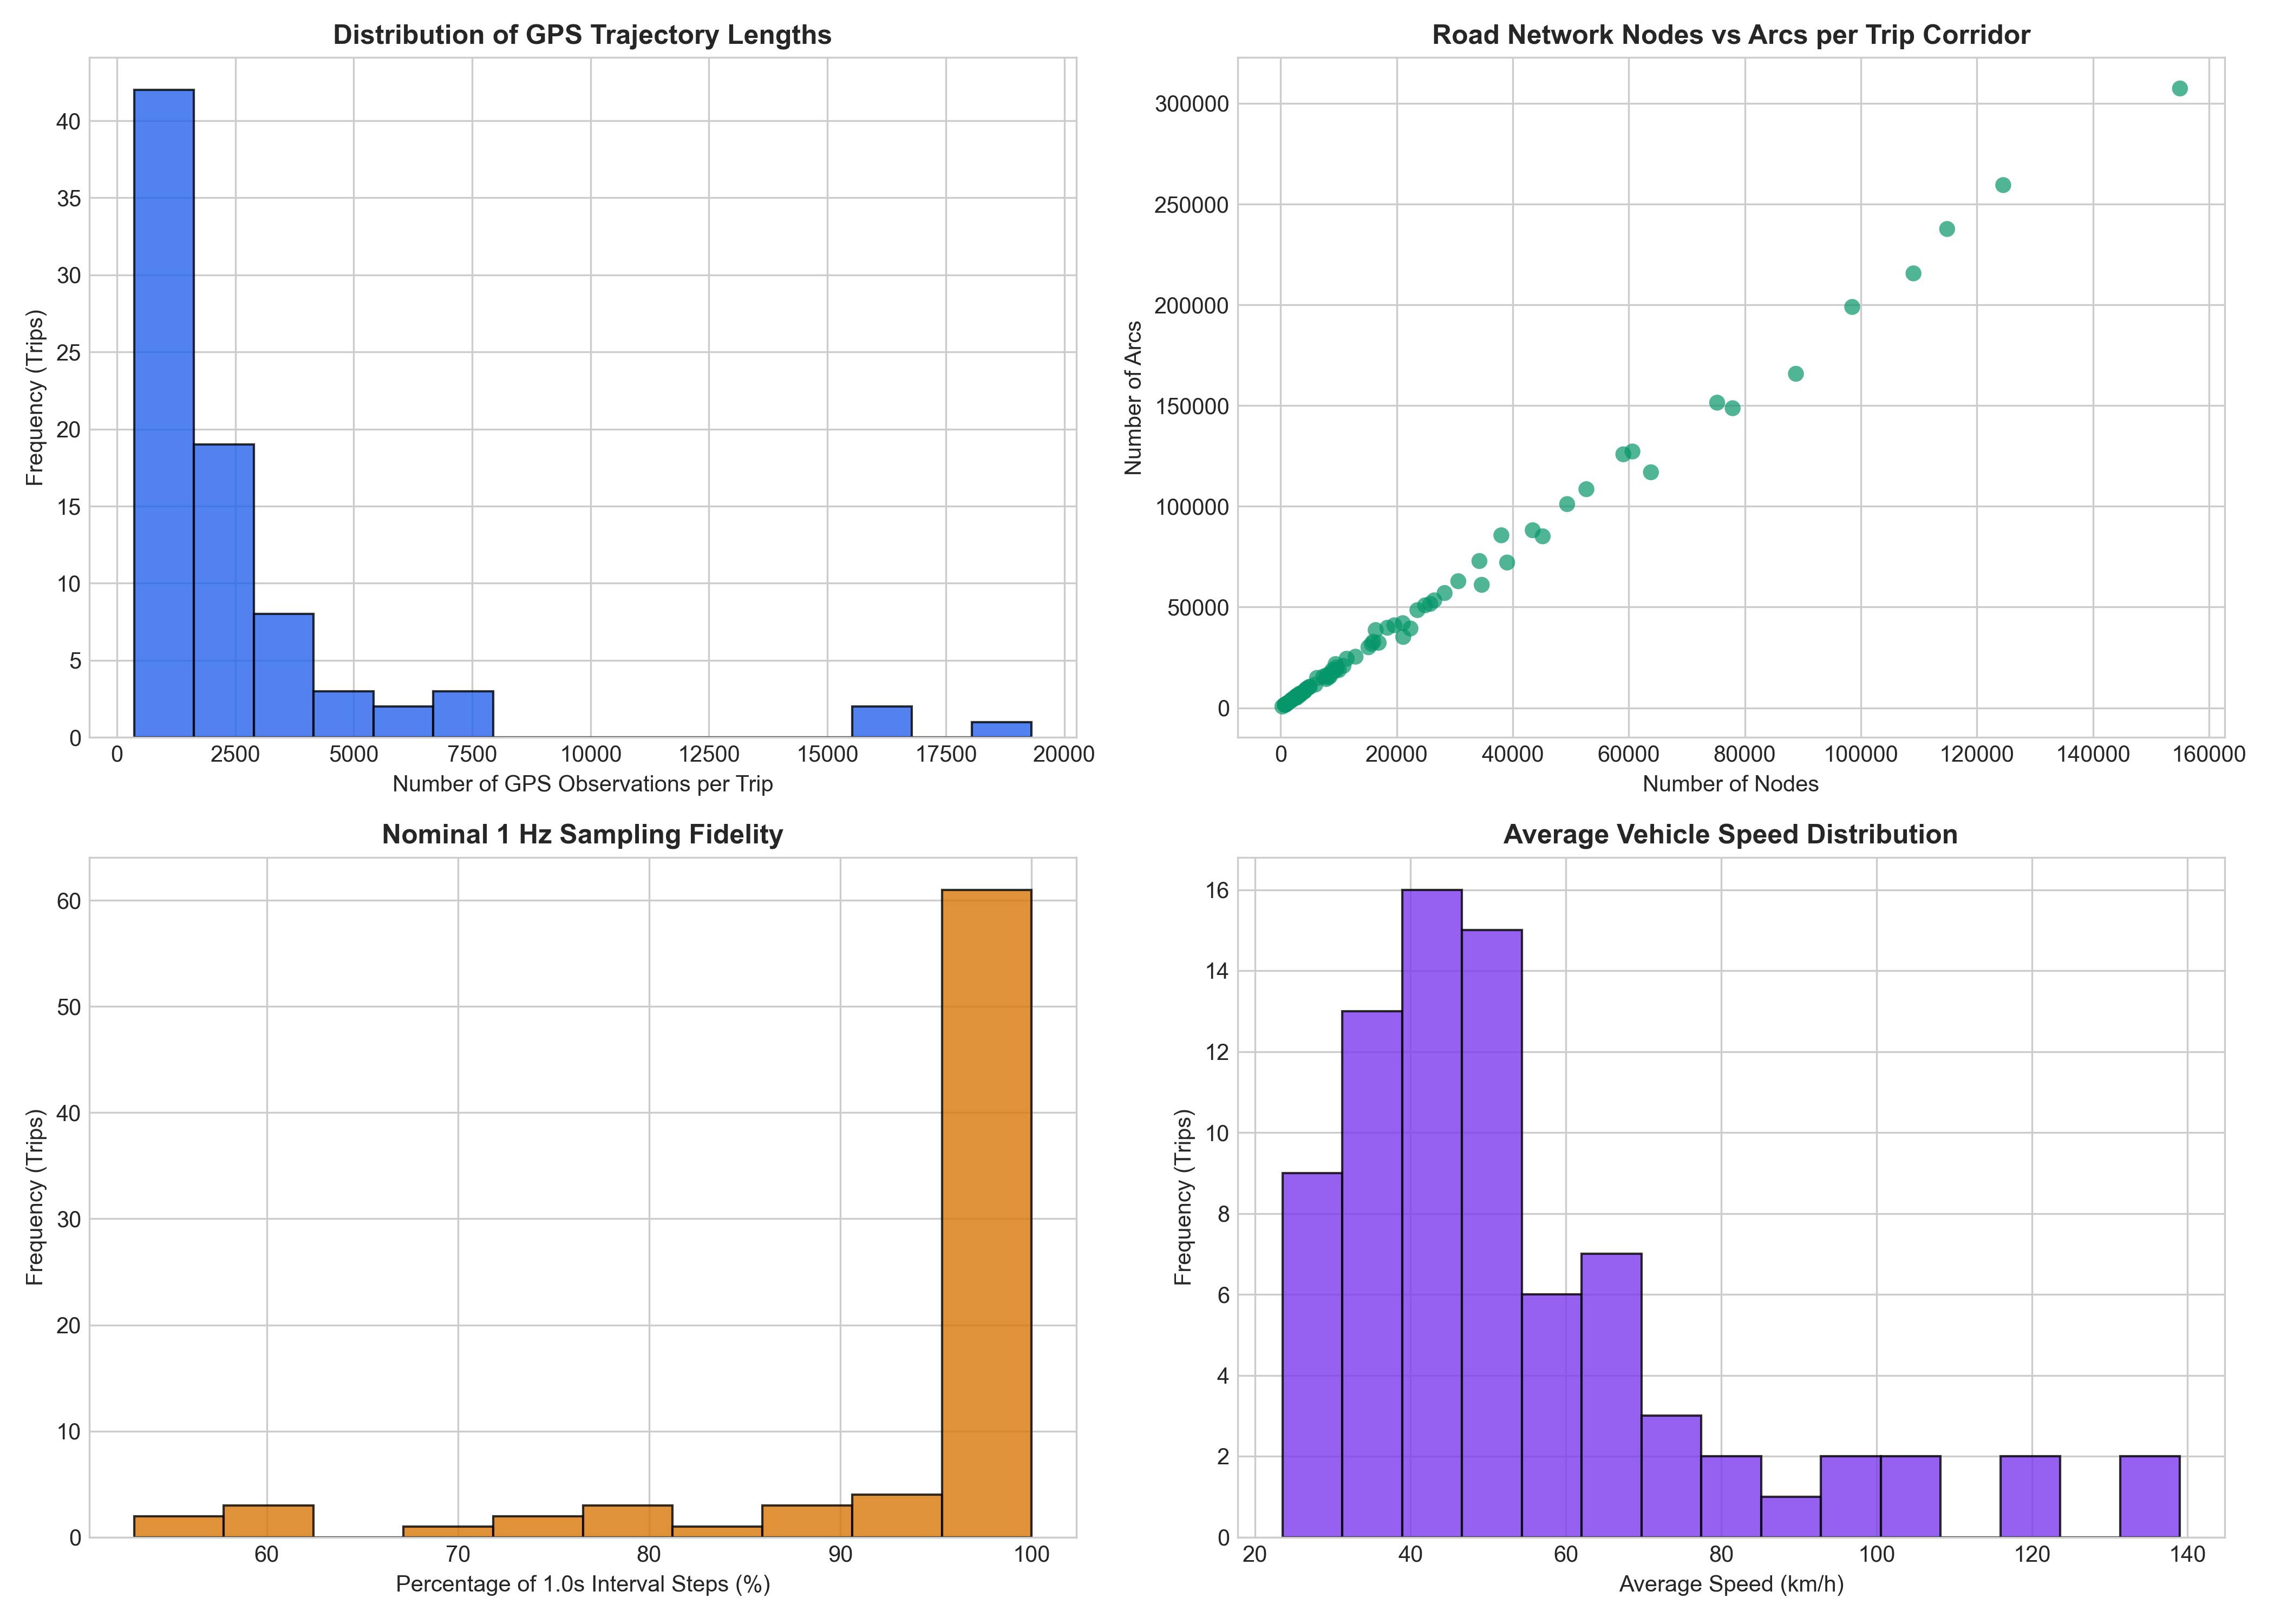 Distribution of GPS Trajectory Lengths
40
35
30
25
20
15
10
5
0
Frequency (Trips)
0 2500 5000 7500 10000 12500 15000 17500 20000
Number of GPS Observations per Trip
Road Network Nodes vs Arcs per Trip Corridor
300000
250000
200000
150000
100000
50000
0
Number of Arcs
0 20000 40000 60000 80000 100000 120000 140000 160000
Number of Nodes
Nominal 1 Hz Sampling Fidelity
60
50
40
30
20
10
0
Frequency (Trips)
60 70 80 90 100
Percentage of 1.0s Interval Steps (%)
Average Vehicle Speed Distribution
16
14
12
10
8
6
4
2
0
Frequency (Trips)
20 40 60 80 100 120 140
Average Speed (km/h)